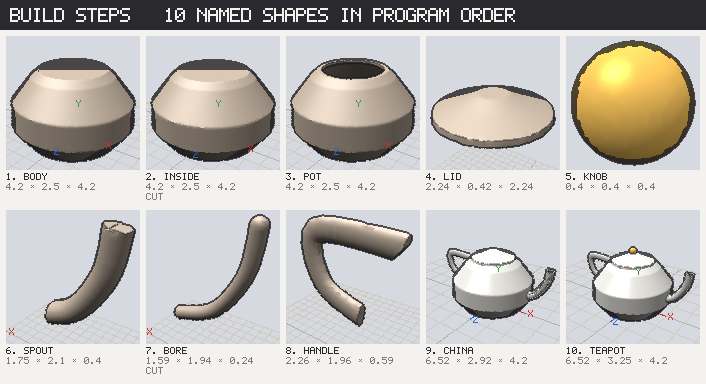 BUILD STEPS 10 NAMED SHAPES IN PROGRAM ORDER
Y
Z
X
1. BODY
4.2 × 2.5 × 4.2
Y
Z
X
2. INSIDE
4.2 × 2.5 × 4.2
CUT
Y
Z
X
3. POT
4.2 × 2.5 × 4.2
4. LID
2.24 × 0.42 × 2.24
5. KNOB
0.4 × 0.4 × 0.4
X
6. SPOUT
1.75 × 2.1 × 0.4
X
7. BORE
1.59 × 1.94 × 0.24
CUT
8. HANDLE
2.26 × 1.96 × 0.59
Y
Z
X
9. CHINA
6.52 × 2.92 × 4.2
Y
Z
X
10. TEAPOT
6.52 × 3.25 × 4.2